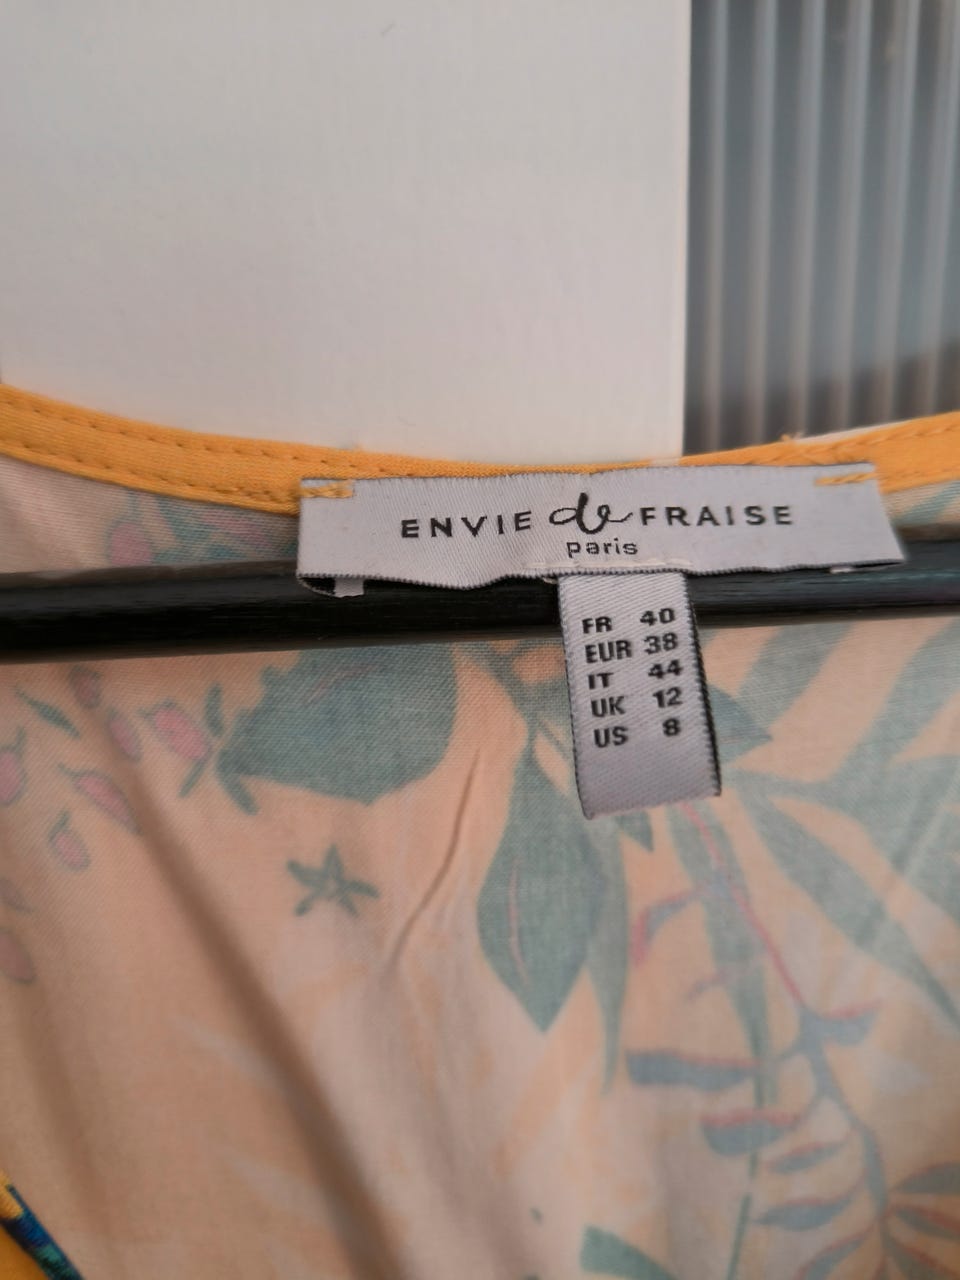 ENVIE de FRAISE
paris
FR 40
EUR 38
IT 44
UK 12
US 8